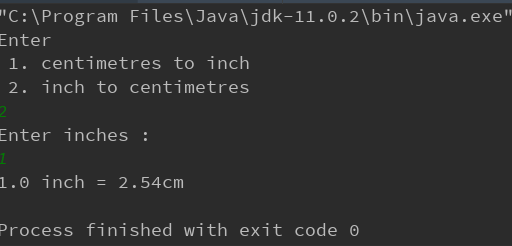 "C:\Program Files\Java\jdk-11.0.2\bin\java.exe"
Enter
1. centimetres to inch
2. inch to centimetres
2
Enter inches :
1
1.0 inch = 2.54cm
Process finished with exit code 0